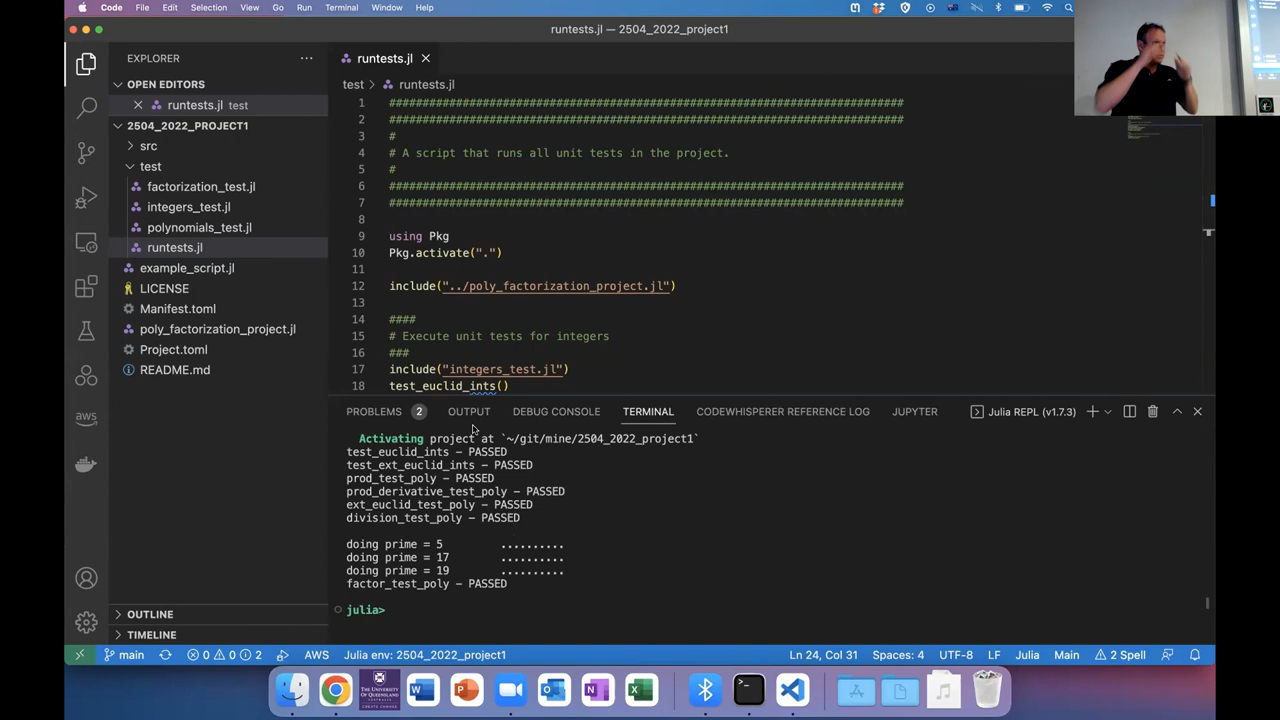 Code File Edit Selection View Go Run Terminal Window Help
runtests.jl — 2504_2022_project1
EXPLORER
OPEN EDITORS
runtests.jl test
2504_2022_PROJECT1
src
test
factorization_test.jl
integers_test.jl
polynomials_test.jl
runtests.jl
example_script.jl
LICENSE
Manifest.toml
poly_factorization_project.jl
Project.toml
README.md
OUTLINE
TIMELINE
aws
runtests.jl
test > runtests.jl
1 #############################################################################
2 #############################################################################
3 #
4 # A script that runs all unit tests in the project.
5 #
6 #############################################################################
7 #############################################################################
8
9 using Pkg
10 Pkg.activate(".")
11
12 include("../poly_factorization_project.jl")
13
14 ####
15 # Execute unit tests for integers
16 ###
17 include("integers_test.jl")
18 test_euclid_ints()
PROBLEMS 2 OUTPUT DEBUG CONSOLE TERMINAL CODEWHISPERER REFERENCE LOG JUPYTER Julia REPL (v1.7.3)
Activating project at `~/git/mine/2504_2022_project1`
test_euclid_ints - PASSED
test_ext_euclid_ints - PASSED
prod_test_poly - PASSED
prod_derivative_test_poly - PASSED
ext_euclid_test_poly - PASSED
division_test_poly - PASSED
doing prime = 5 ..........
doing prime = 17 ..........
doing prime = 19 ..........
factor_test_poly - PASSED
julia>
main 0 0 2 AWS Julia env: 2504_2022_project1 Ln 24, Col 31 Spaces: 4 UTF-8 LF Julia Main 2 Spell
THE UNIVERSITY OF QUEENSLAND